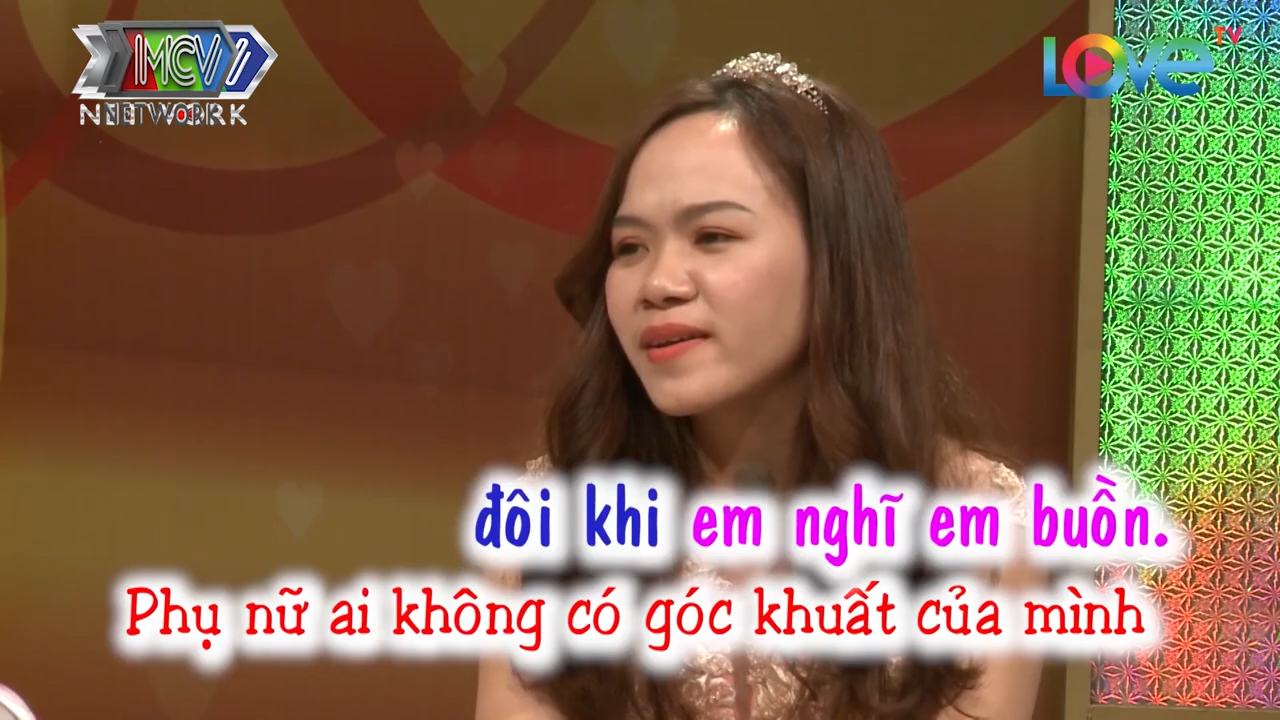 MCV
NETWORK
Love TV
đôi khi em nghĩ em buồn.
Phụ nữ ai không có góc khuất của mình